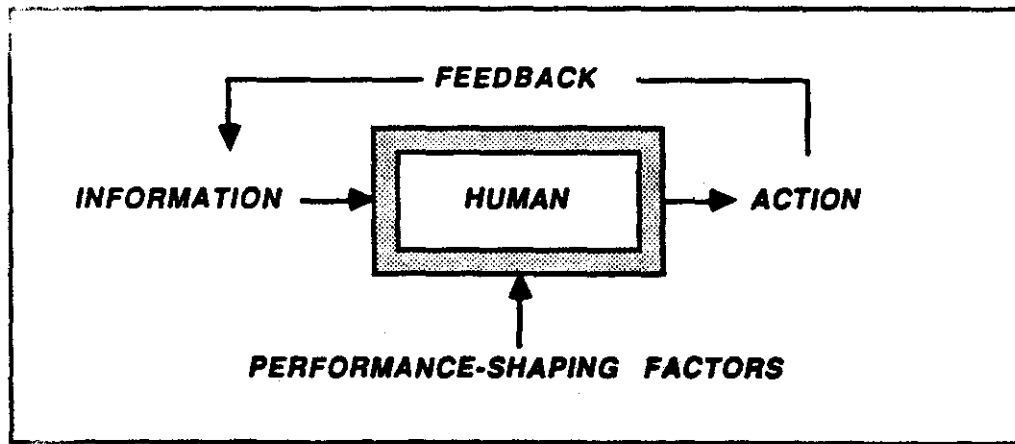 FEEDBACK
INFORMATION
HUMAN
ACTION
PERFORMANCE-SHAPING FACTORS